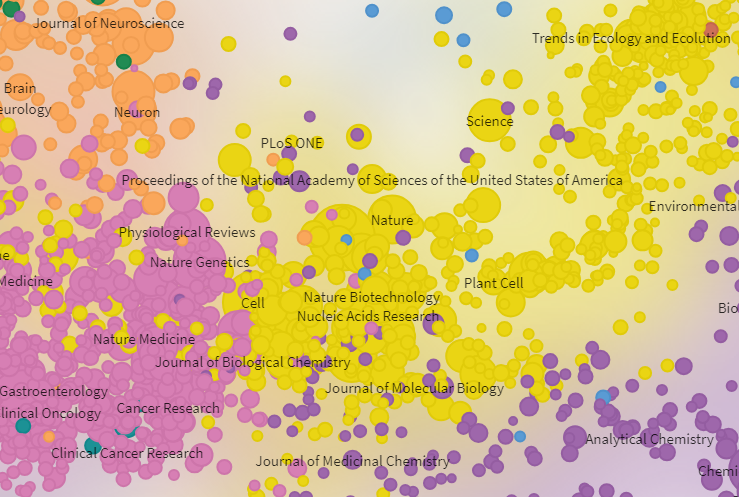 Journal of Neuroscience
Trends in Ecology and Ecolution
Brain
eurology
Neuron
Science
PLoS ONE
Proceedings of the National Academy of Sciences of the United States of America
Environmental
Nature
Physiological Reviews
ne
Nature Genetics
Medicine
Plant Cell
Cell
Nature Biotechnology
Bio
Nucleic Acids Research
Nature Medicine
Journal of Biological Chemistry
Gastroenterology
Journal of Molecular Biology
linical Oncology
Cancer Research
Analytical Chemistry
Clinical Cancer Research
Journal of Medicinal Chemistry
Chemi